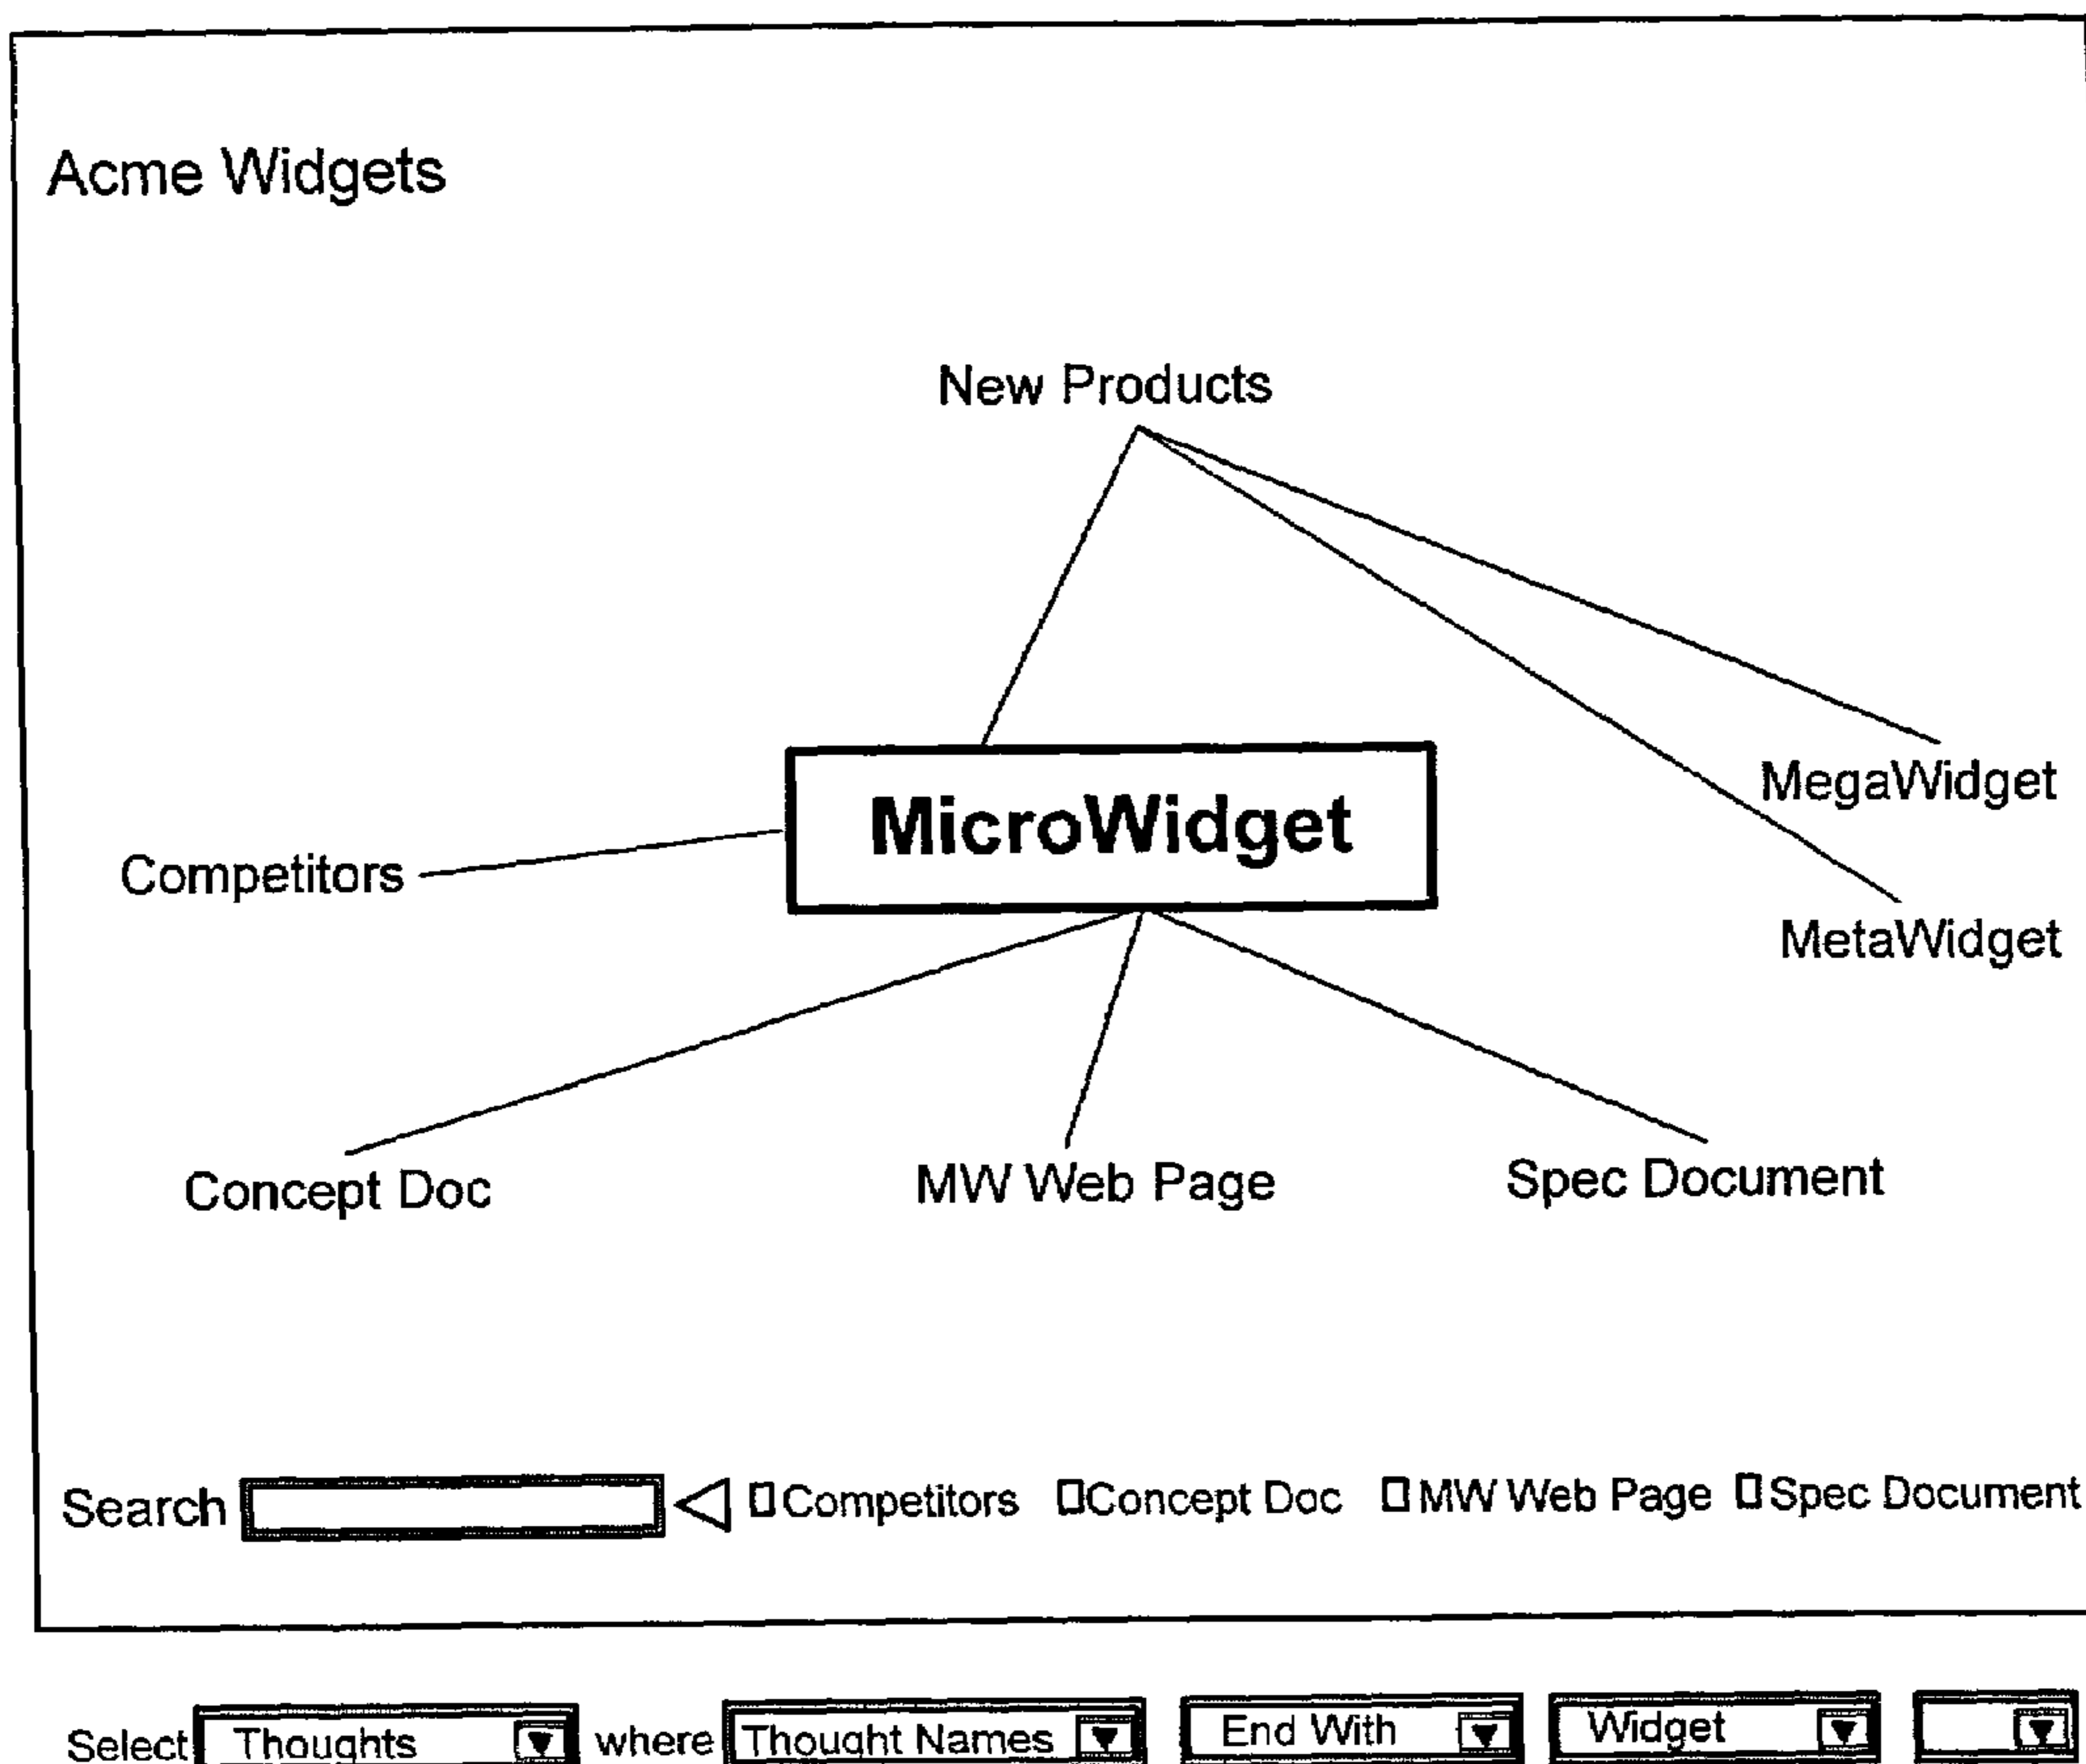 Acme Widgets
New Products
MegaWidget
MicroWidget
Competitors
MetaWidget
Concept Doc
MW Web Page
Spec Document
Search Competitors Concept Doc MW Web Page Spec Document
Select Thoughts where Thought Names End With Widget